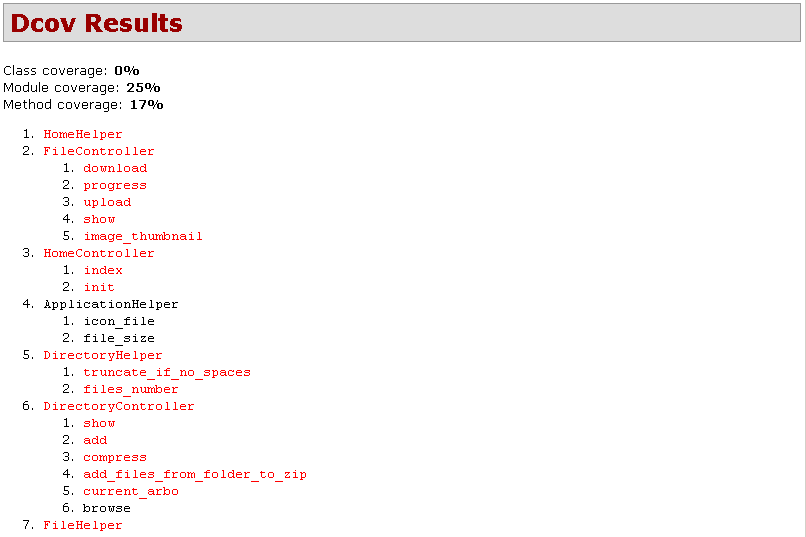 Dcov Results
Class coverage: 0%
Module coverage: 25%
Method coverage: 17%
1. HomeHelper
2. FileController
1. download
2. progress
3. upload
4. show
5. image_thumbnail
3. HomeController
1. index
2. init
4. ApplicationHelper
1. icon_file
2. file_size
5. DirectoryHelper
1. truncate_if_no_spaces
2. files_number
6. DirectoryController
1. show
2. add
3. compress
4. add_files_from_folder_to_zip
5. current_arbo
6. browse
7. FileHelper